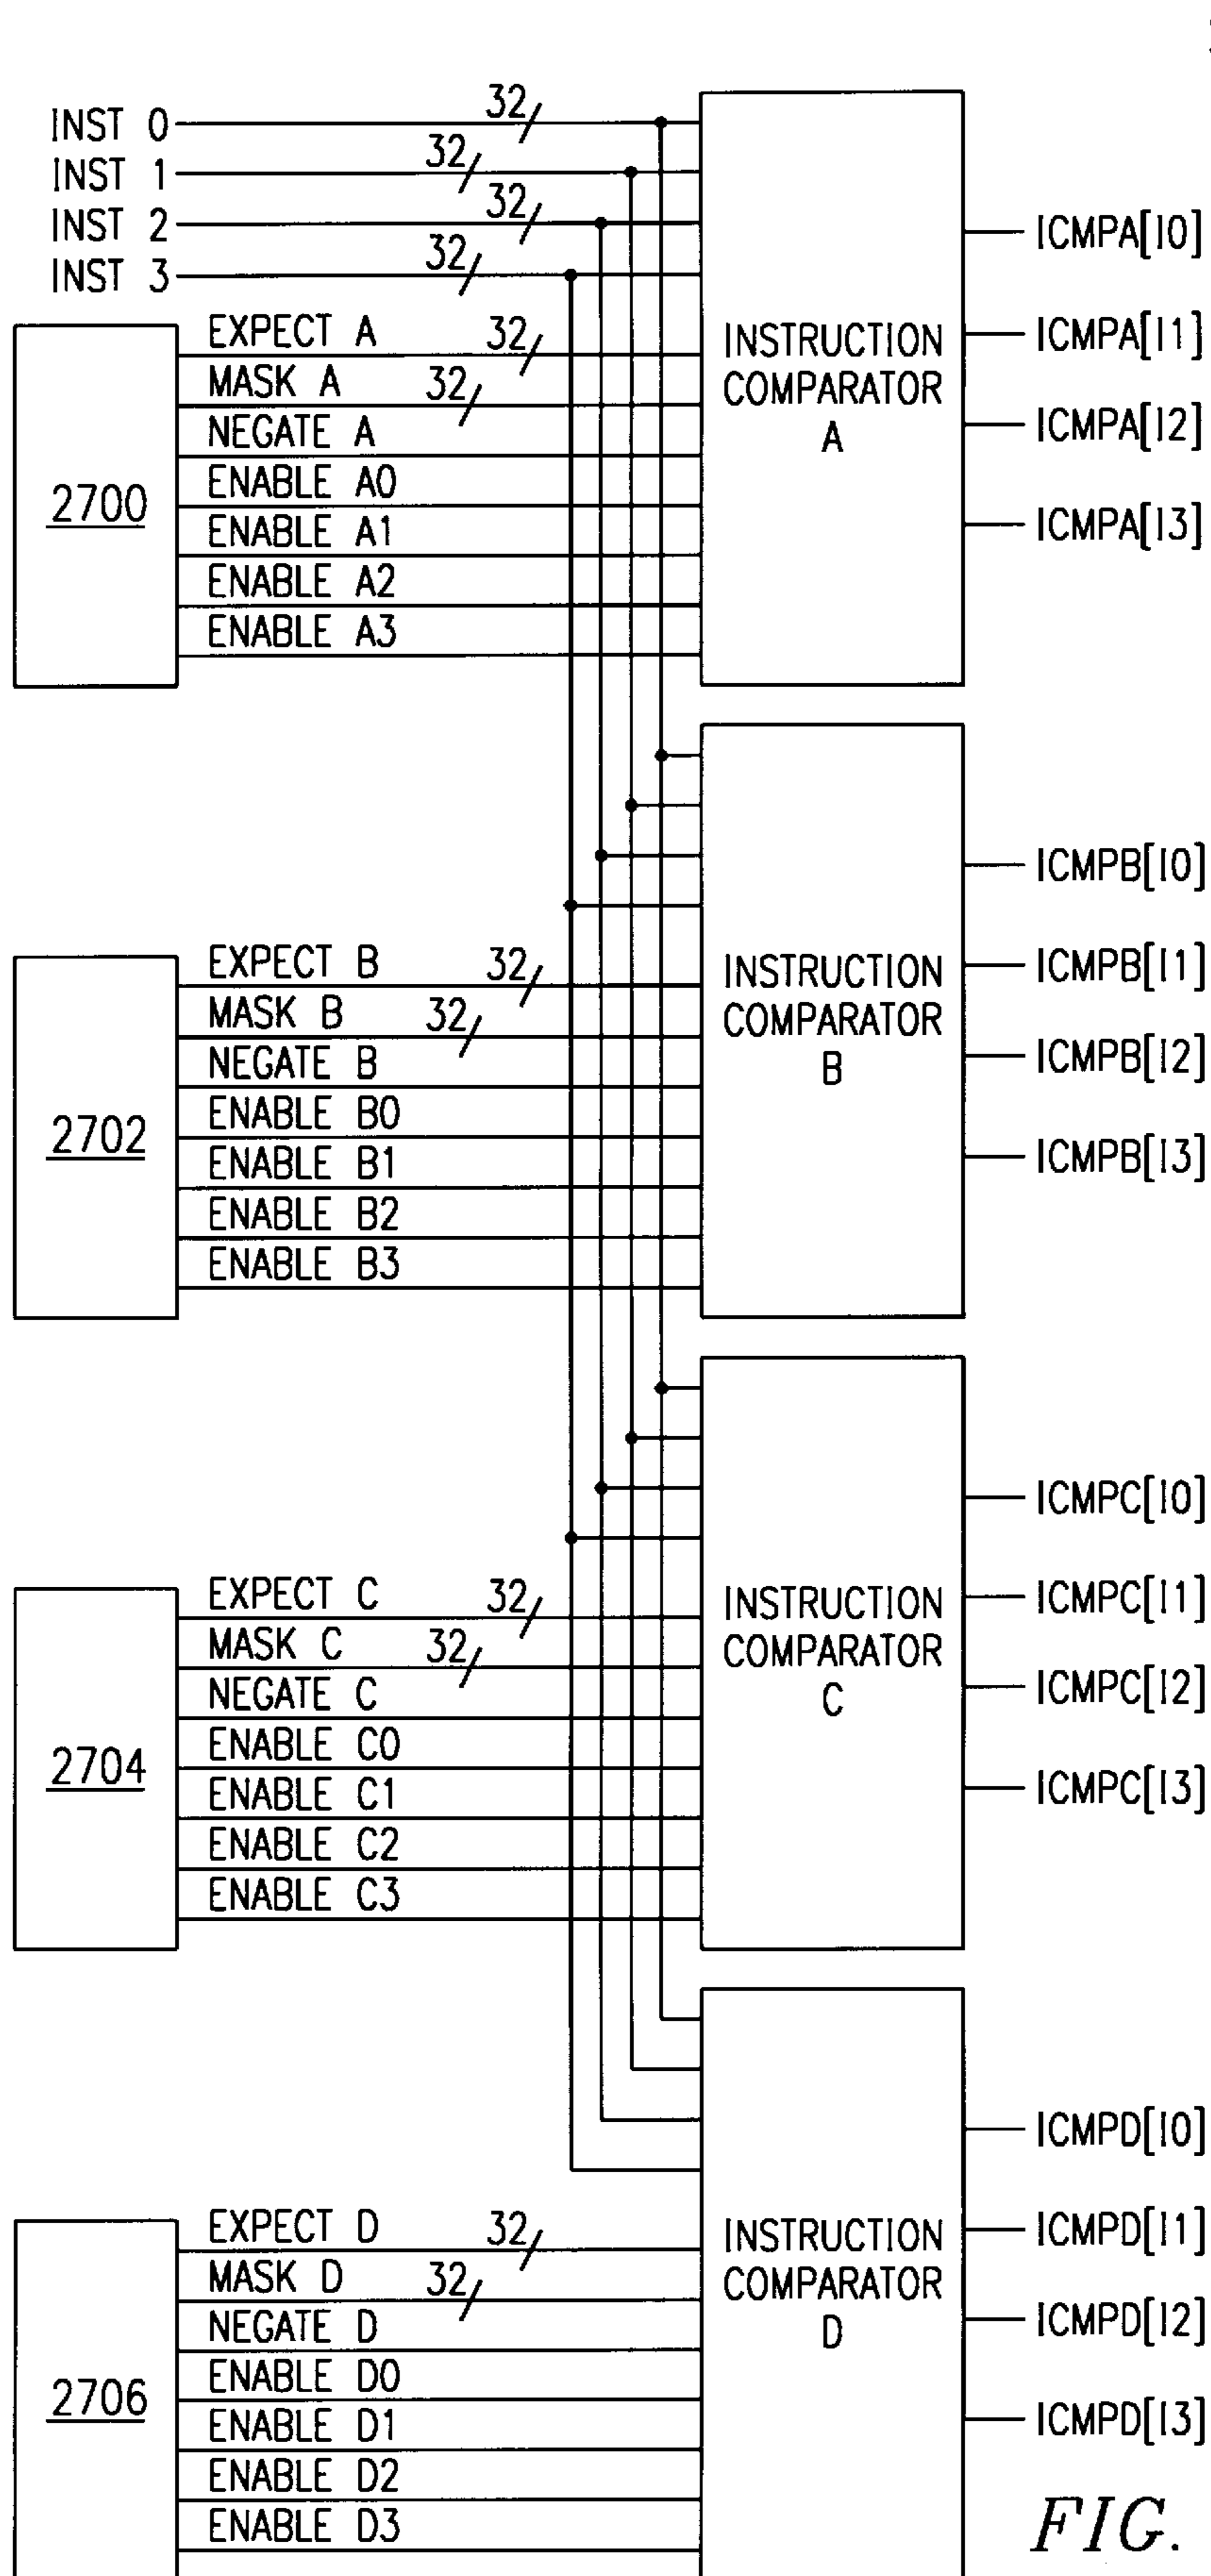 INST 0 32
INST 1 32
INST 2 32
INST 3 32
EXPECT A 32
MASK A 32
NEGATE A
ENABLE A0
ENABLE A1
ENABLE A2
ENABLE A3
2700
INSTRUCTION
COMPARATOR
A
ICMPA[I0]
ICMPA[I1]
ICMPA[I2]
ICMPA[I3]
EXPECT B 32
MASK B 32
NEGATE B
ENABLE B0
ENABLE B1
ENABLE B2
ENABLE B3
2702
INSTRUCTION
COMPARATOR
B
ICMPB[I0]
ICMPB[I1]
ICMPB[I2]
ICMPB[I3]
EXPECT C 32
MASK C 32
NEGATE C
ENABLE C0
ENABLE C1
ENABLE C2
ENABLE C3
2704
INSTRUCTION
COMPARATOR
C
ICMPC[I0]
ICMPC[I1]
ICMPC[I2]
ICMPC[I3]
EXPECT D 32
MASK D 32
NEGATE D
ENABLE D0
ENABLE D1
ENABLE D2
ENABLE D3
2706
INSTRUCTION
COMPARATOR
D
ICMPD[I0]
ICMPD[I1]
ICMPD[I2]
ICMPD[I3]
FIG.